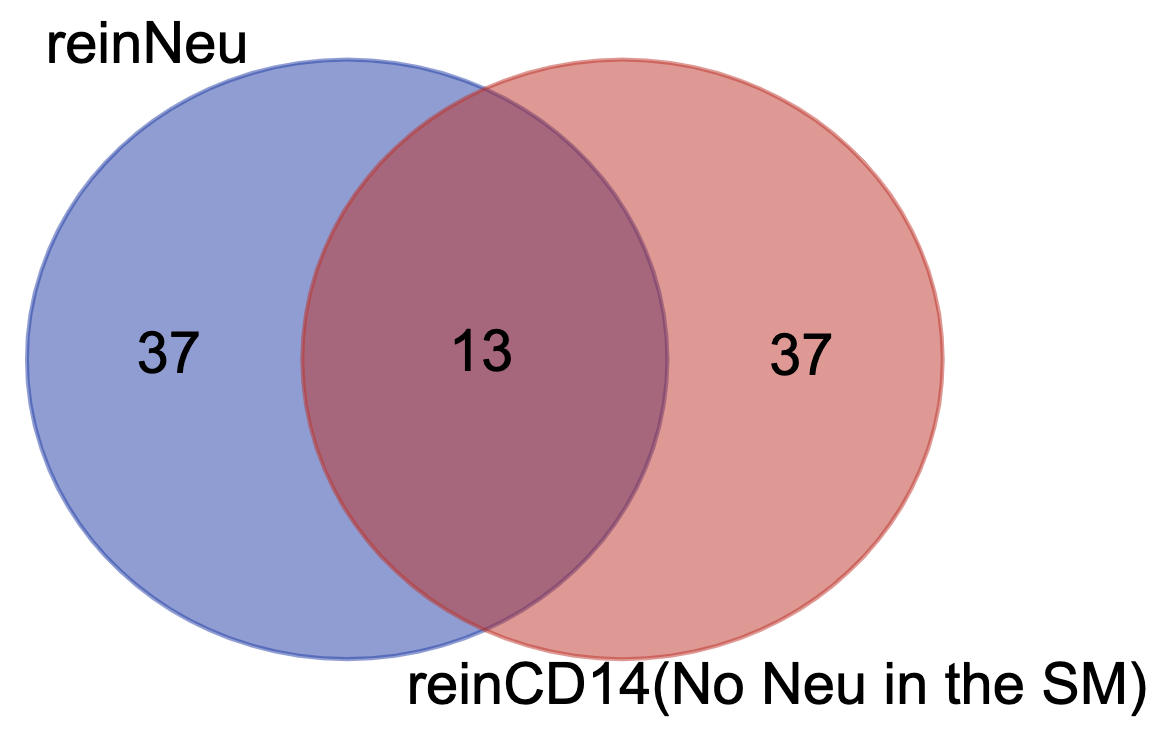 reinNeu
37
13
37
reinCD14(No Neu in the SM)